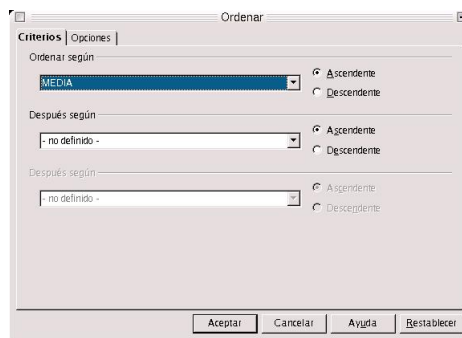 Ordenar
Criterios Opciones
Ordenar según
MEDIA
Ascendente
Descendente
Después según
- no definido -
Ascendente
Descendente
Después según
- no definido -
Ascendente
Descendente
Aceptar Cancelar Ayuda Restablecer